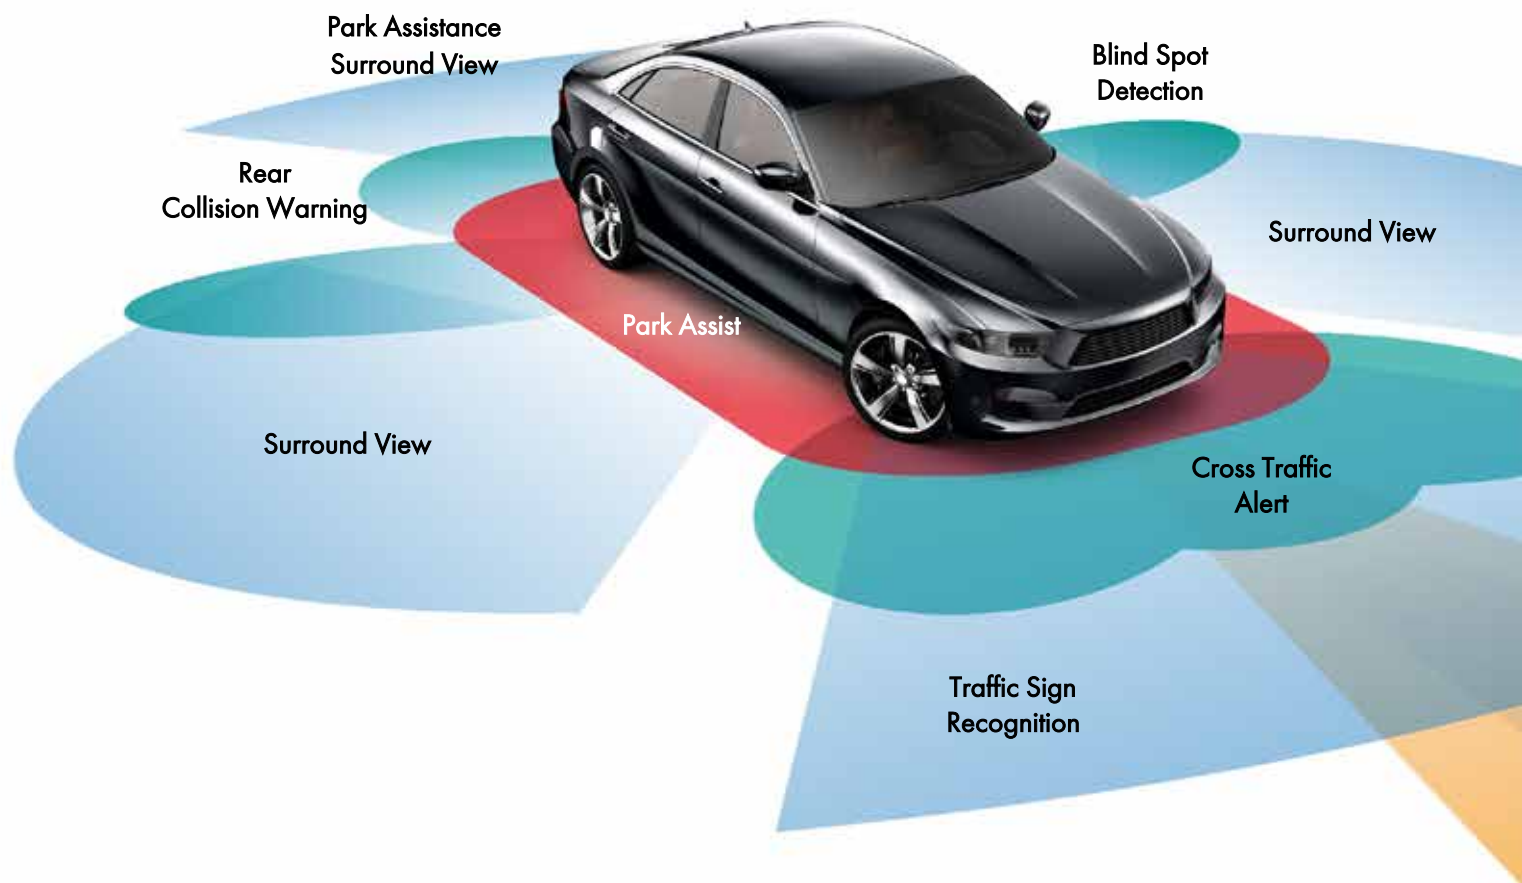 Park Assistance
Surround View
Blind Spot
Detection
Rear
Collision Warning
Surround View
Park Assist
Surround View
Cross Traffic
Alert
Traffic Sign
Recognition